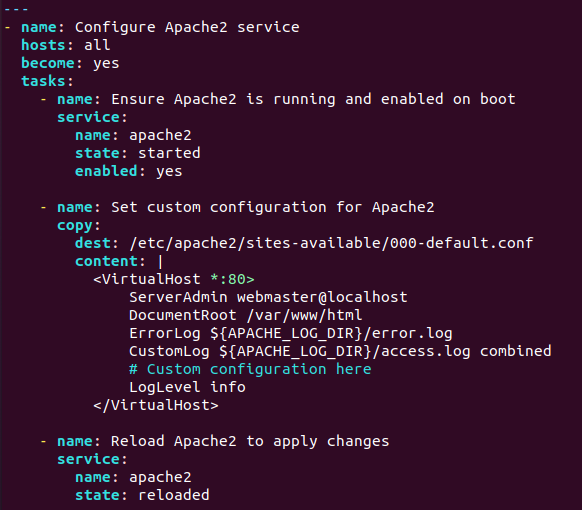 ---
- name: Configure Apache2 service
  hosts: all
  become: yes
  tasks:
    - name: Ensure Apache2 is running and enabled on boot
      service:
        name: apache2
        state: started
        enabled: yes

    - name: Set custom configuration for Apache2
      copy:
        dest: /etc/apache2/sites-available/000-default.conf
        content: |
          <VirtualHost *:80>
              ServerAdmin webmaster@localhost
              DocumentRoot /var/www/html
              ErrorLog ${APACHE_LOG_DIR}/error.log
              CustomLog ${APACHE_LOG_DIR}/access.log combined
              # Custom configuration here
              LogLevel info
          </VirtualHost>

    - name: Reload Apache2 to apply changes
      service:
        name: apache2
        state: reloaded